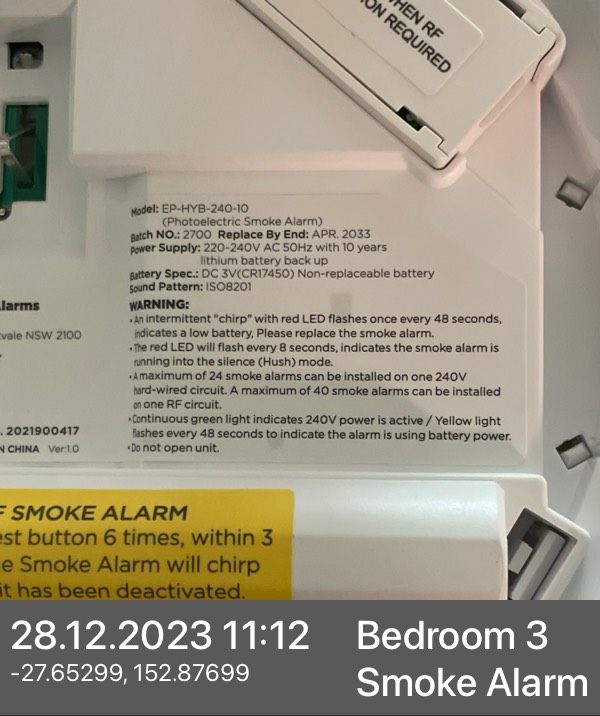 WHEN RF
ION REQUIRED
Model: EP-HYB-240-10
(Photoelectric Smoke Alarm)
Batch NO.: 2700 Replace By End: APR. 2033
Power Supply: 220-240V AC 50Hz with 10 years
lithium battery back up
Battery Spec.: DC 3V(CR17450) Non-replaceable battery
Sound Pattern: ISO8201
WARNING:
•An intermittent "chirp" with red LED flashes once every 48 seconds,
indicates a low battery, Please replace the smoke alarm.
•The red LED will flash every 8 seconds, indicates the smoke alarm is
running into the silence (Hush) mode.
•A maximum of 24 smoke alarms can be installed on one 240V
hard-wired circuit. A maximum of 40 smoke alarms can be installed
on one RF circuit.
•Continuous green light indicates 240V power is active / Yellow light
flashes every 48 seconds to indicate the alarm is using battery power.
•Do not open unit.
larms
vale NSW 2100
. 2021900417
N CHINA Ver1.0
F SMOKE ALARM
est button 6 times, within 3
e Smoke Alarm will chirp
it has been deactivated.
28.12.2023 11:12
-27.65299, 152.87699
Bedroom 3
Smoke Alarm